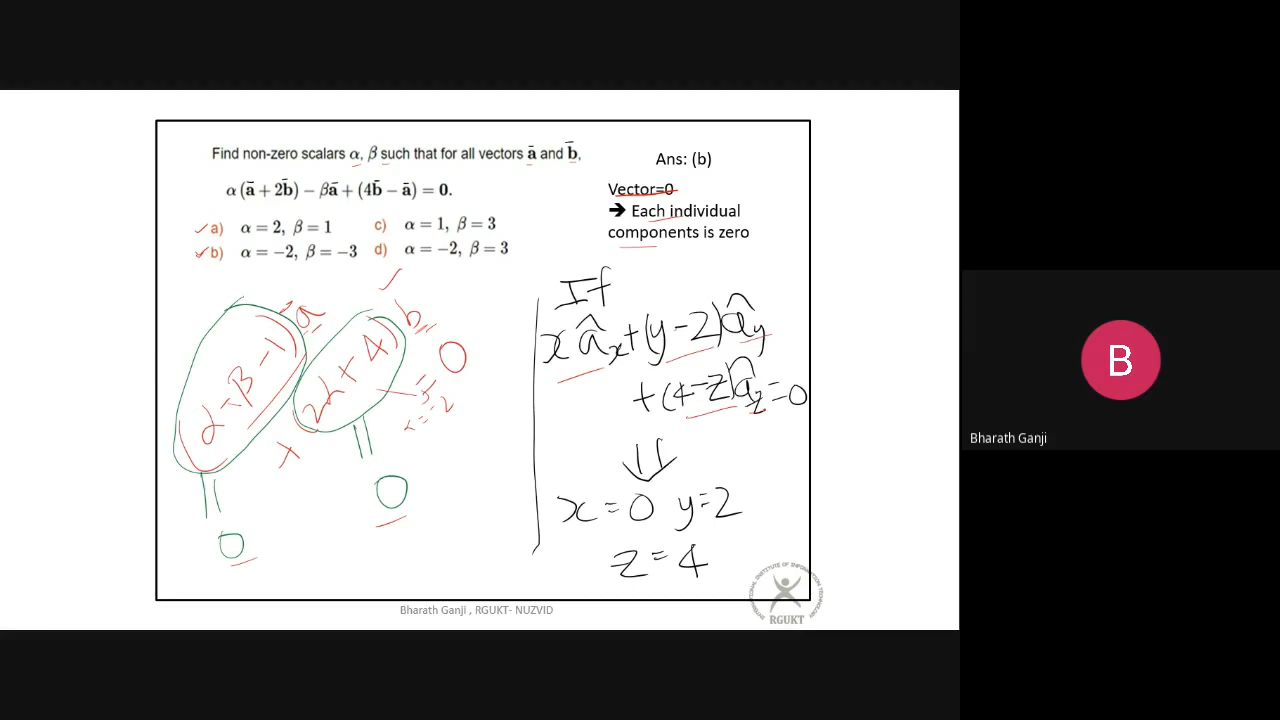 Find non-zero scalars α, β such that for all vectors ā and b̄,
α(ā + 2b̄) − βā + (4b̄ − ā) = 0.
a) α = 2, β = 1 c) α = 1, β = 3
b) α = −2, β = −3 d) α = −2, β = 3
Ans: (b)
Vector=0
➔ Each individual
components is zero
(α-β-1) a + (2α+4) b = 0
α=-2
= 0
= 0
If
x âx + (y-2) ây
+ (4-z) âz = 0
⇓
x = 0 y = 2
z = 4
Bharath Ganji , RGUKT- NUZVID
RGUKT
B
Bharath Ganji